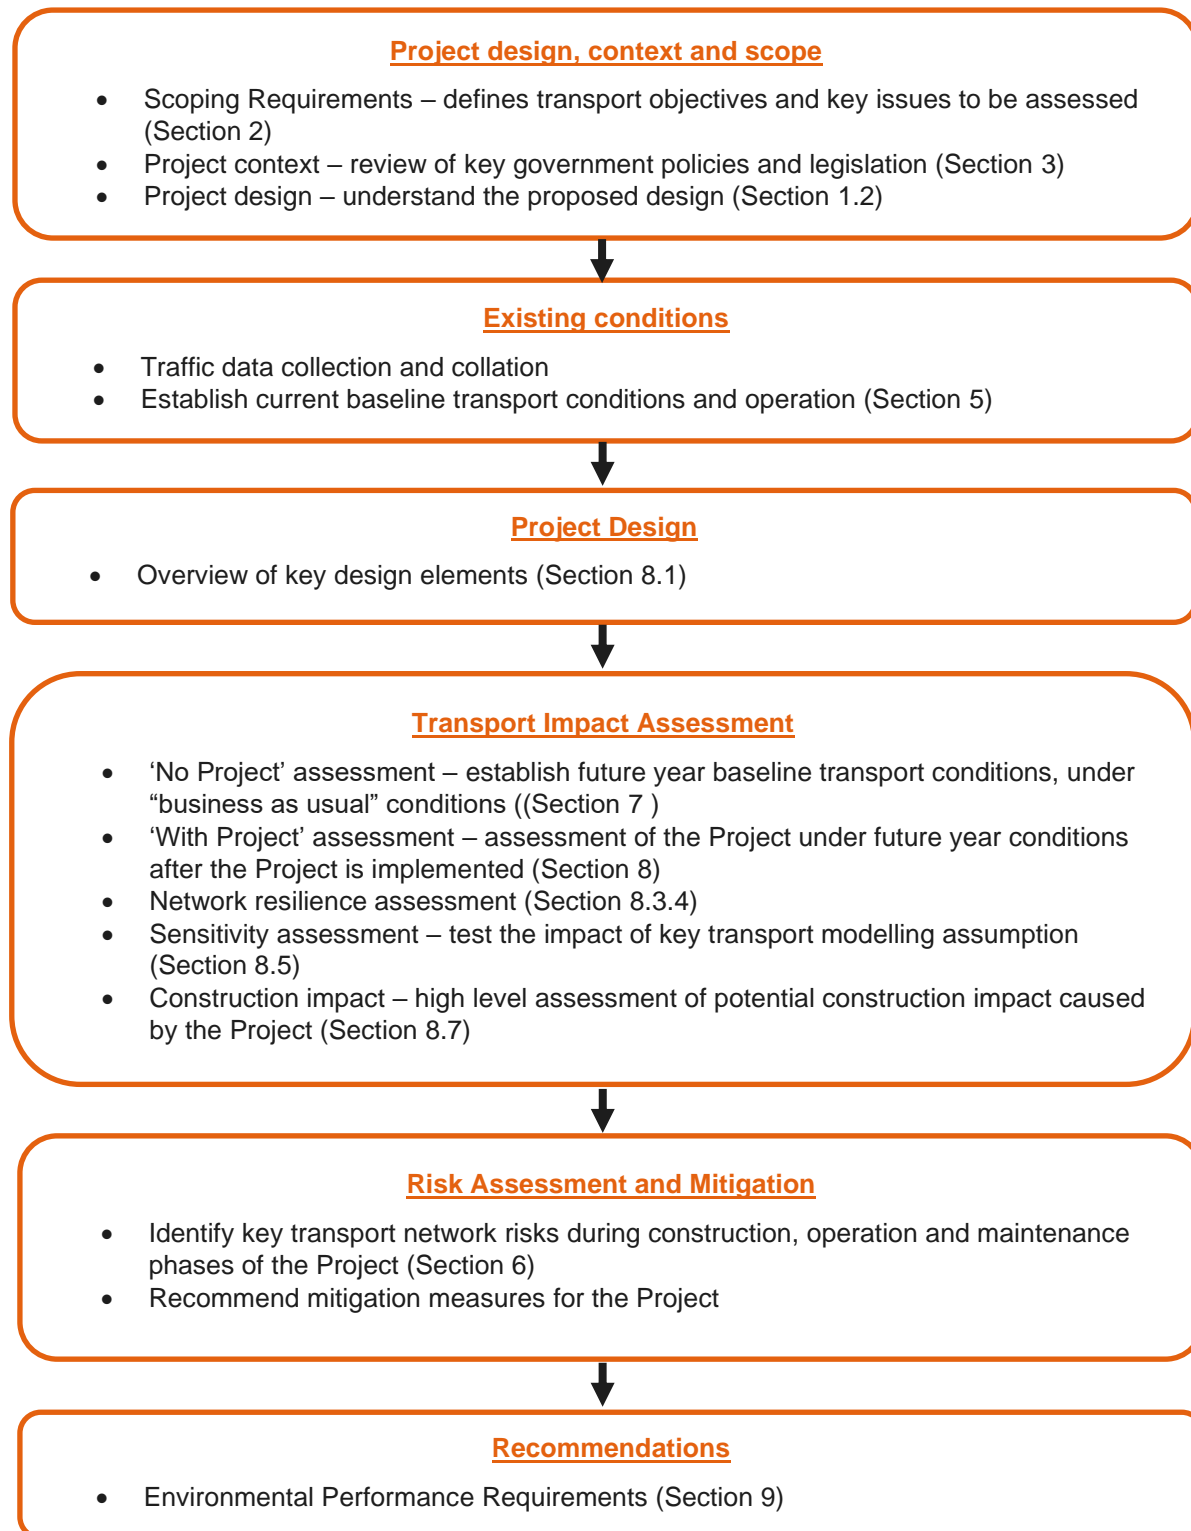 Project design, context and scope
• Scoping Requirements – defines transport objectives and key issues to be assessed
(Section 2)
• Project context – review of key government policies and legislation (Section 3)
• Project design – understand the proposed design (Section 1.2)
Existing conditions
• Traffic data collection and collation
• Establish current baseline transport conditions and operation (Section 5)
Project Design
• Overview of key design elements (Section 8.1)
Transport Impact Assessment
• ‘No Project’ assessment – establish future year baseline transport conditions, under
“business as usual” conditions ((Section 7 )
• ‘With Project’ assessment – assessment of the Project under future year conditions
after the Project is implemented (Section 8)
• Network resilience assessment (Section 8.3.4)
• Sensitivity assessment – test the impact of key transport modelling assumption
(Section 8.5)
• Construction impact – high level assessment of potential construction impact caused
by the Project (Section 8.7)
Risk Assessment and Mitigation
• Identify key transport network risks during construction, operation and maintenance
phases of the Project (Section 6)
• Recommend mitigation measures for the Project
Recommendations
• Environmental Performance Requirements (Section 9)